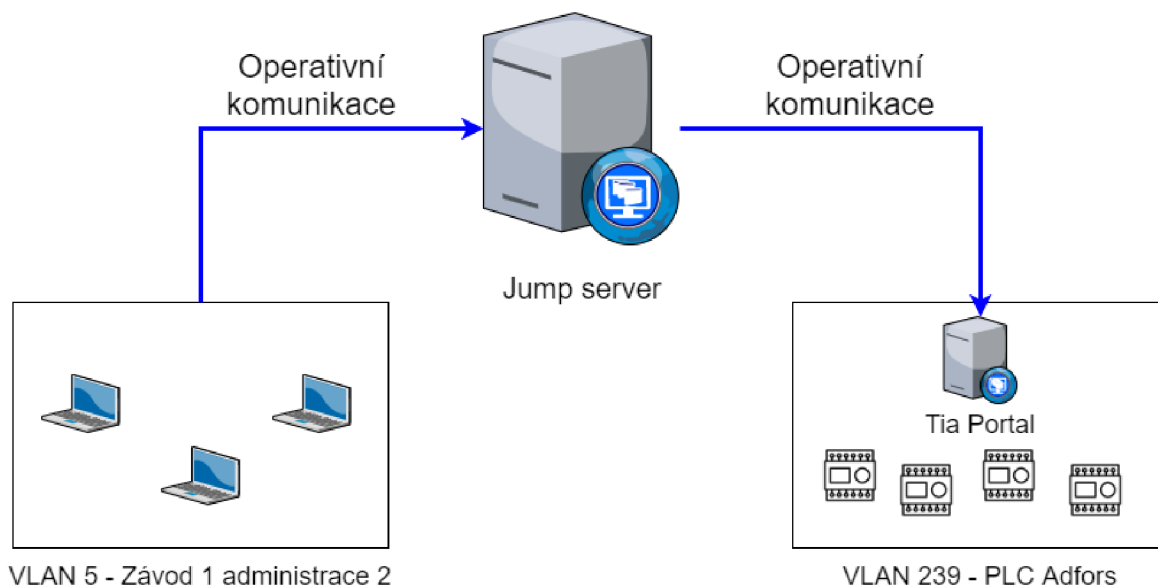 Operativní
komunikace
Operativní
komunikace
Jump server
Tia Portal
VLAN 5 - Závod 1 administrace 2
VLAN 239 - PLC Adfors